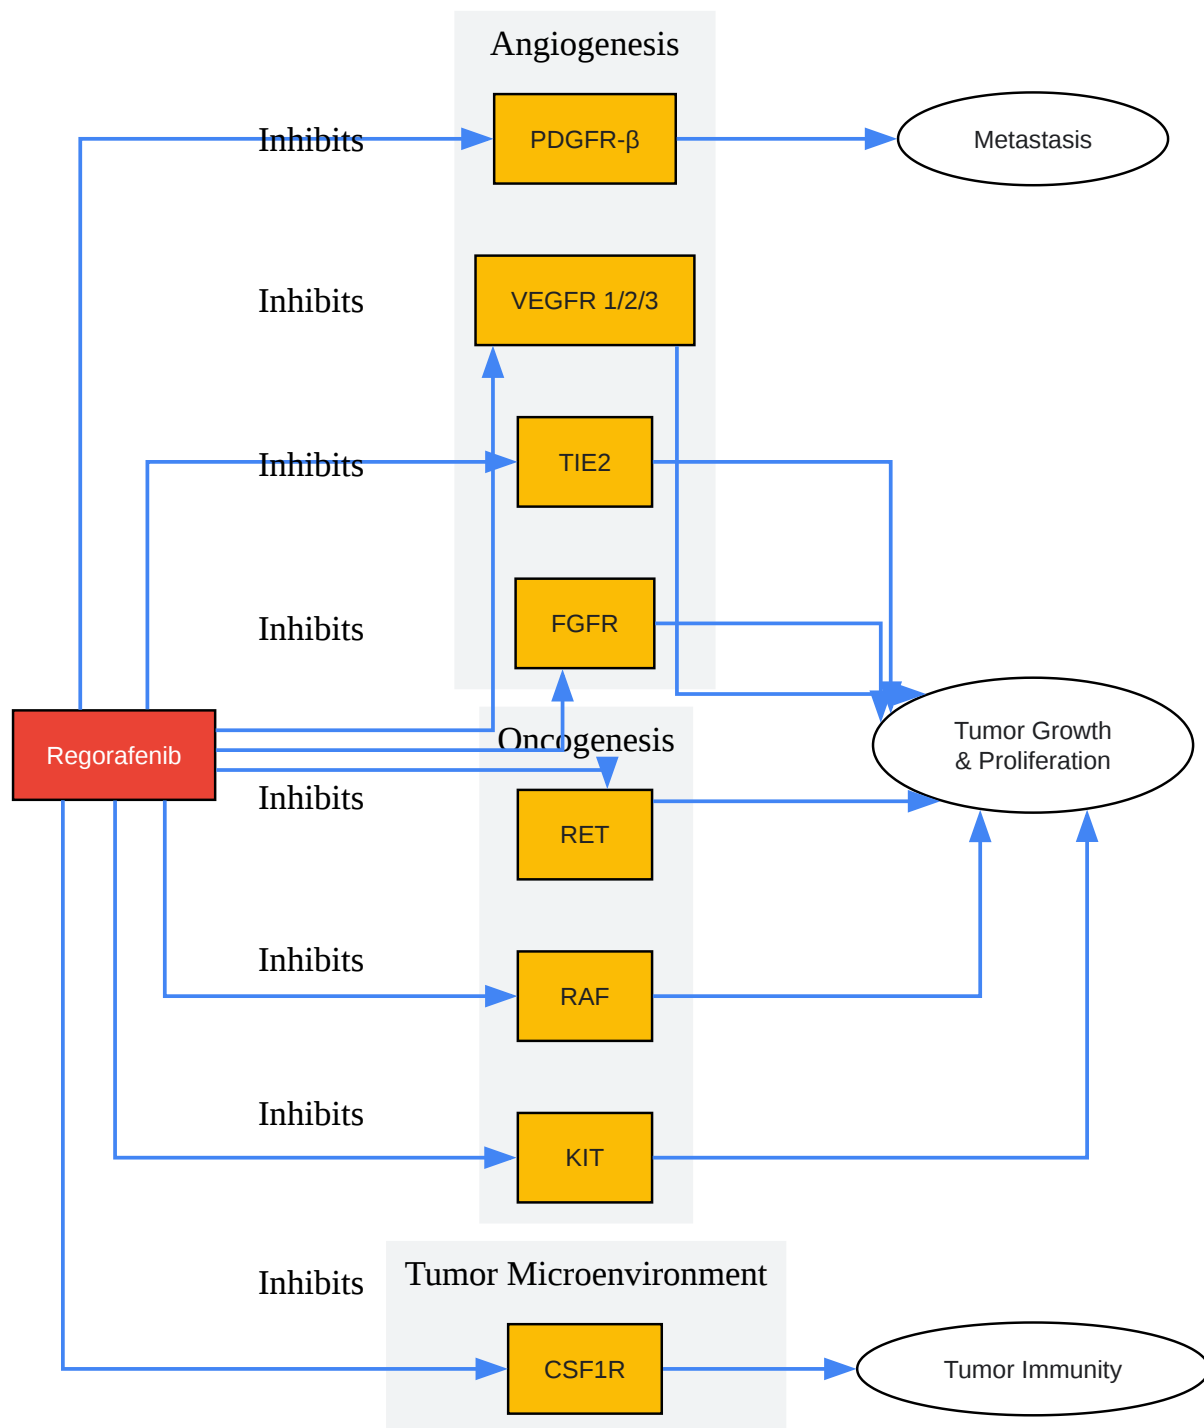 Angiogenesis
Inhibits
PDGFR-β
Metastasis
Inhibits
VEGFR 1/2/3
Inhibits
TIE2
Inhibits
FGFR
Regorafenib
Oncogenesis
Tumor Growth
& Proliferation
Inhibits
RET
Inhibits
RAF
Inhibits
KIT
Inhibits
Tumor Microenvironment
CSF1R
Tumor Immunity